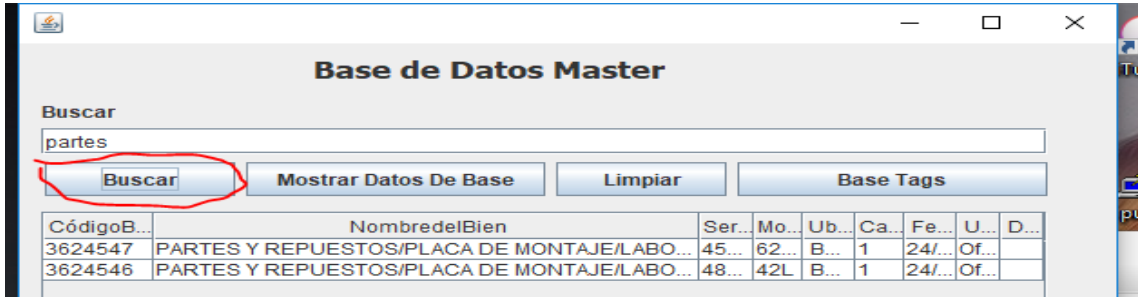 Base de Datos Master
Buscar
partes
Buscar Mostrar Datos De Base Limpiar Base Tags
CódigoB... NombredelBien Ser... Mo... Ub... Ca... Fe... U... D...
3624547 PARTES Y REPUESTOS/PLACA DE MONTAJE/LABO... 45... 62... B... 1 24/... Of...
3624546 PARTES Y REPUESTOS/PLACA DE MONTAJE/LABO... 48... 42L B... 1 24/... Of...